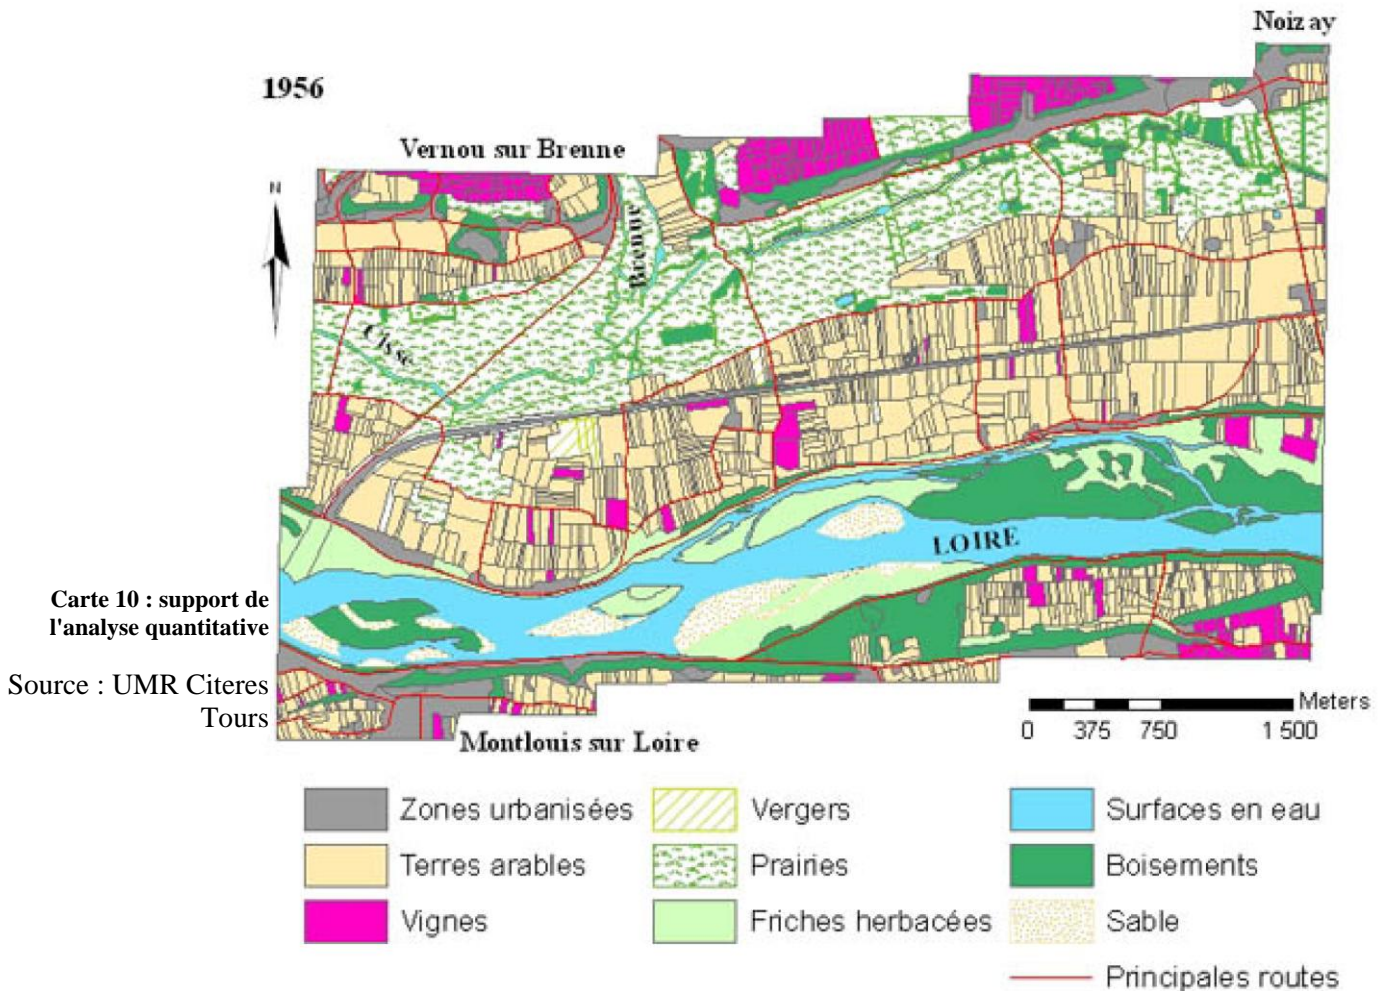 Noizay
1956
Vernou sur Brenne
N
Brenne
Cisse
LOIRE
Carte 10 : support de
l'analyse quantitative
Source : UMR Citeres
Tours
Montlouis sur Loire
Meters
0 375 750 1 500
Zones urbanisées
Vergers
Surfaces en eau
Terres arables
Prairies
Boisements
Vignes
Friches herbacées
Sable
Principales routes